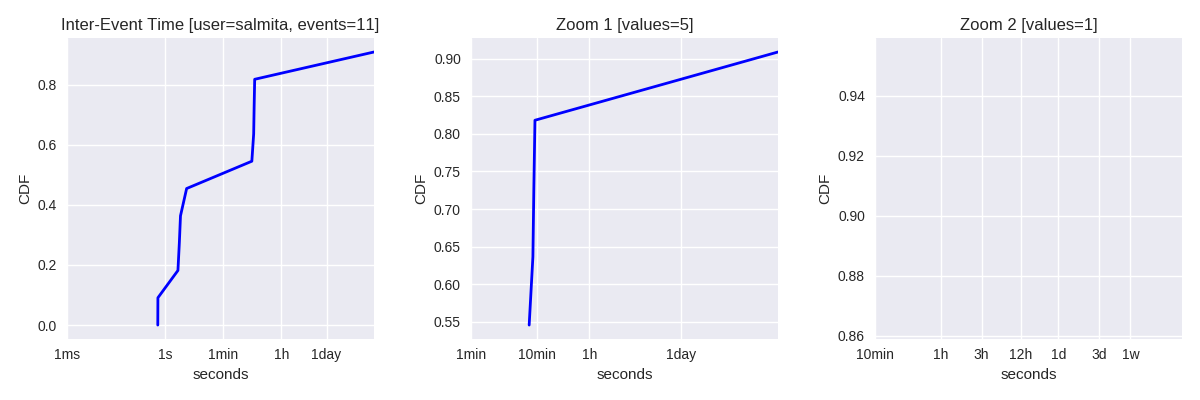 Inter-Event Time [user=salmita, events=11]
CDF
0.8
0.6
0.4
0.2
0.0
1ms 1s 1min 1h 1day
seconds
Zoom 1 [values=5]
CDF
0.90
0.85
0.80
0.75
0.70
0.65
0.60
0.55
1min 10min 1h 1day
seconds
Zoom 2 [values=1]
CDF
0.94
0.92
0.90
0.88
0.86
10min 1h 3h 12h 1d 3d 1w
seconds